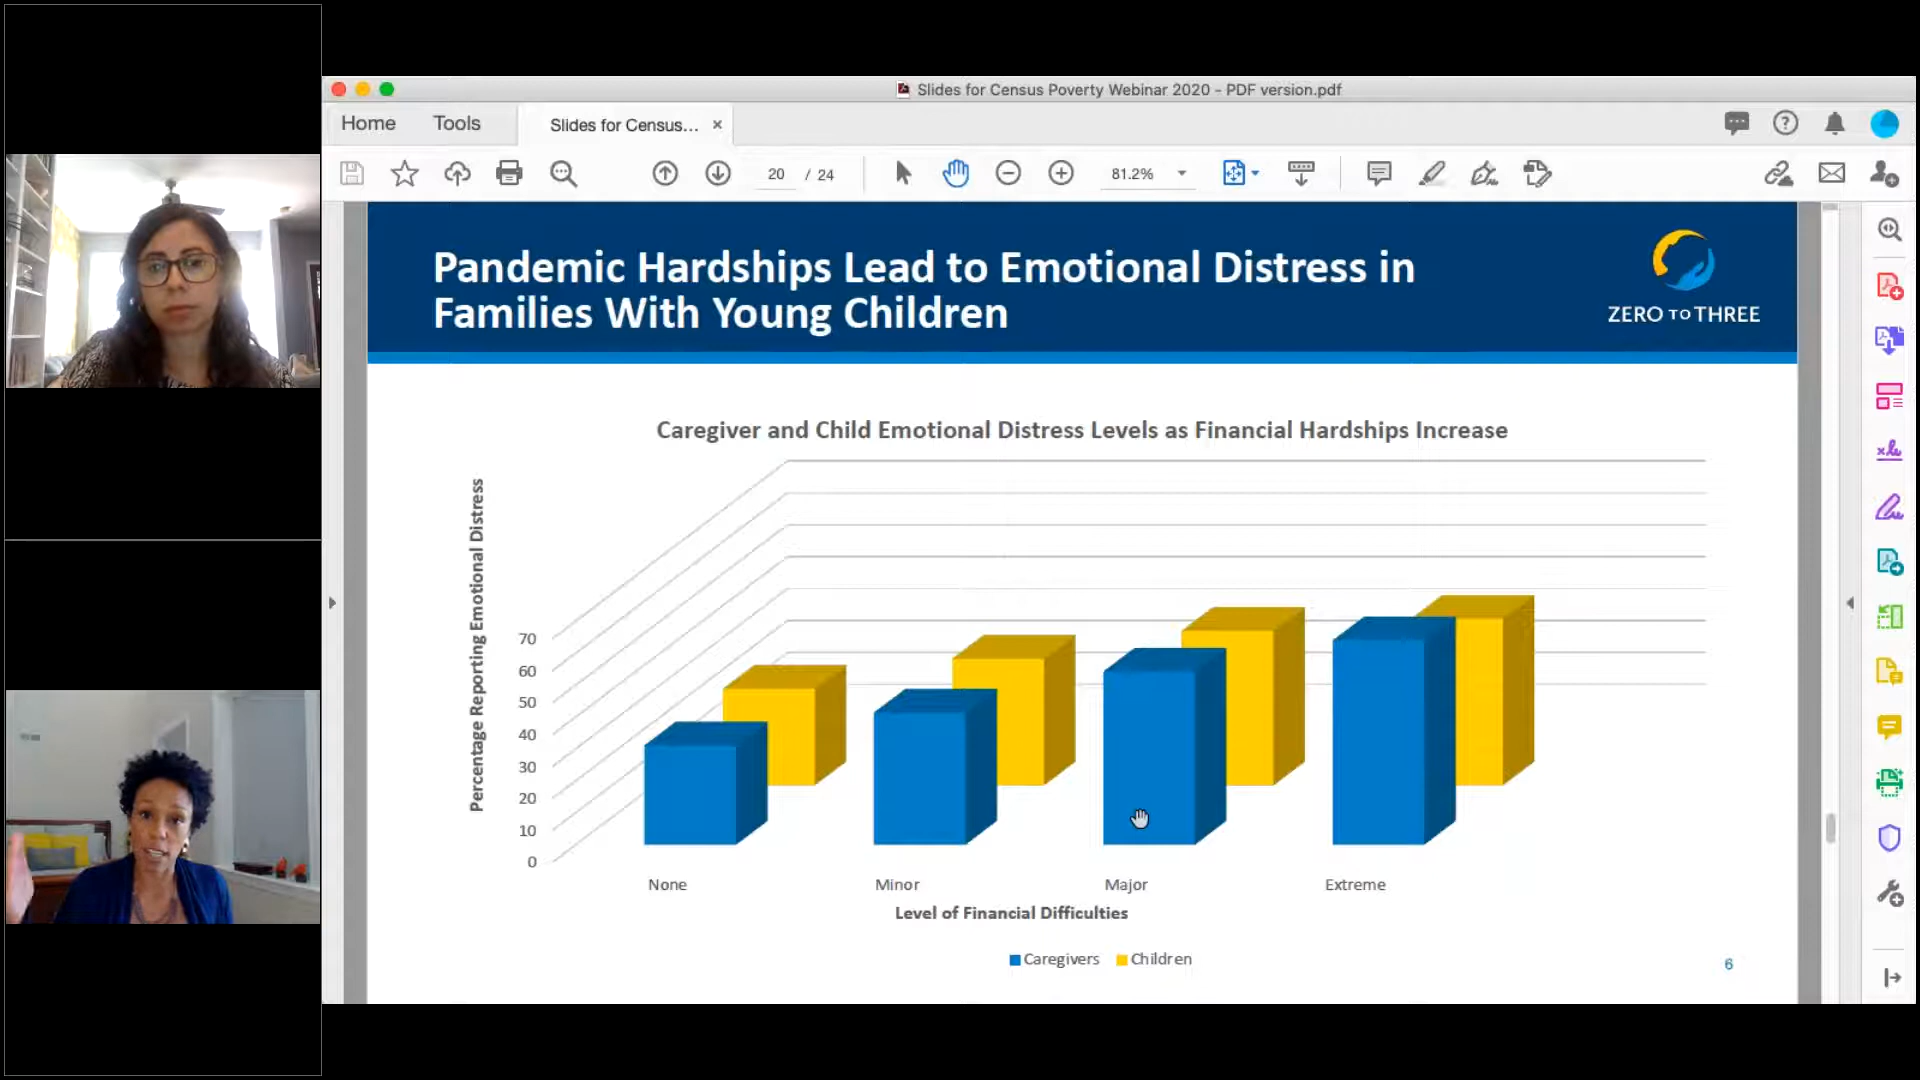 Slides for Census Poverty Webinar 2020 - PDF version.pdf
Home Tools Slides for Census... ×
20 / 24 81.2%
Pandemic Hardships Lead to Emotional Distress in
Families With Young Children
ZERO TO THREE
Caregiver and Child Emotional Distress Levels as Financial Hardships Increase
Percentage Reporting Emotional Distress
70
60
50
40
30
20
10
0
None Minor Major Extreme
Level of Financial Difficulties
Caregivers Children
6